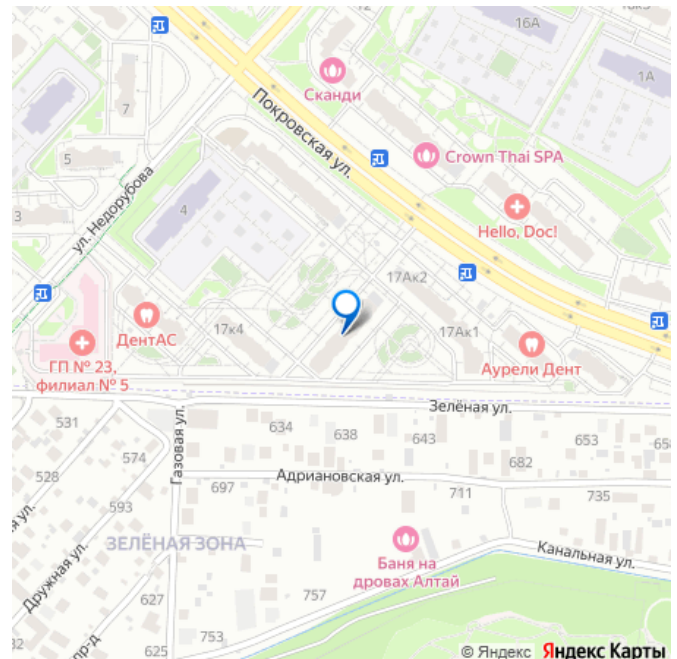 16А
1А
Сканди
Покровская ул.
7
5
Crown Thai SPA
ул. Недорубова
4
3
Hello, Doc!
17Ак2
ДентАС
17к4
17Ак1
ГП № 23,
филиал № 5
Аурели Дент
Зелёная ул.
531
634
638
643
653
574
Газовая ул.
682
528
697
Адриановская ул.
711
735
593
ЗЕЛЁНАЯ ЗОНА
Дружная ул.
Баня на
дровах Алтай
Канальная ул.
627
757
753
625
© Яндекс Яндекс Карты